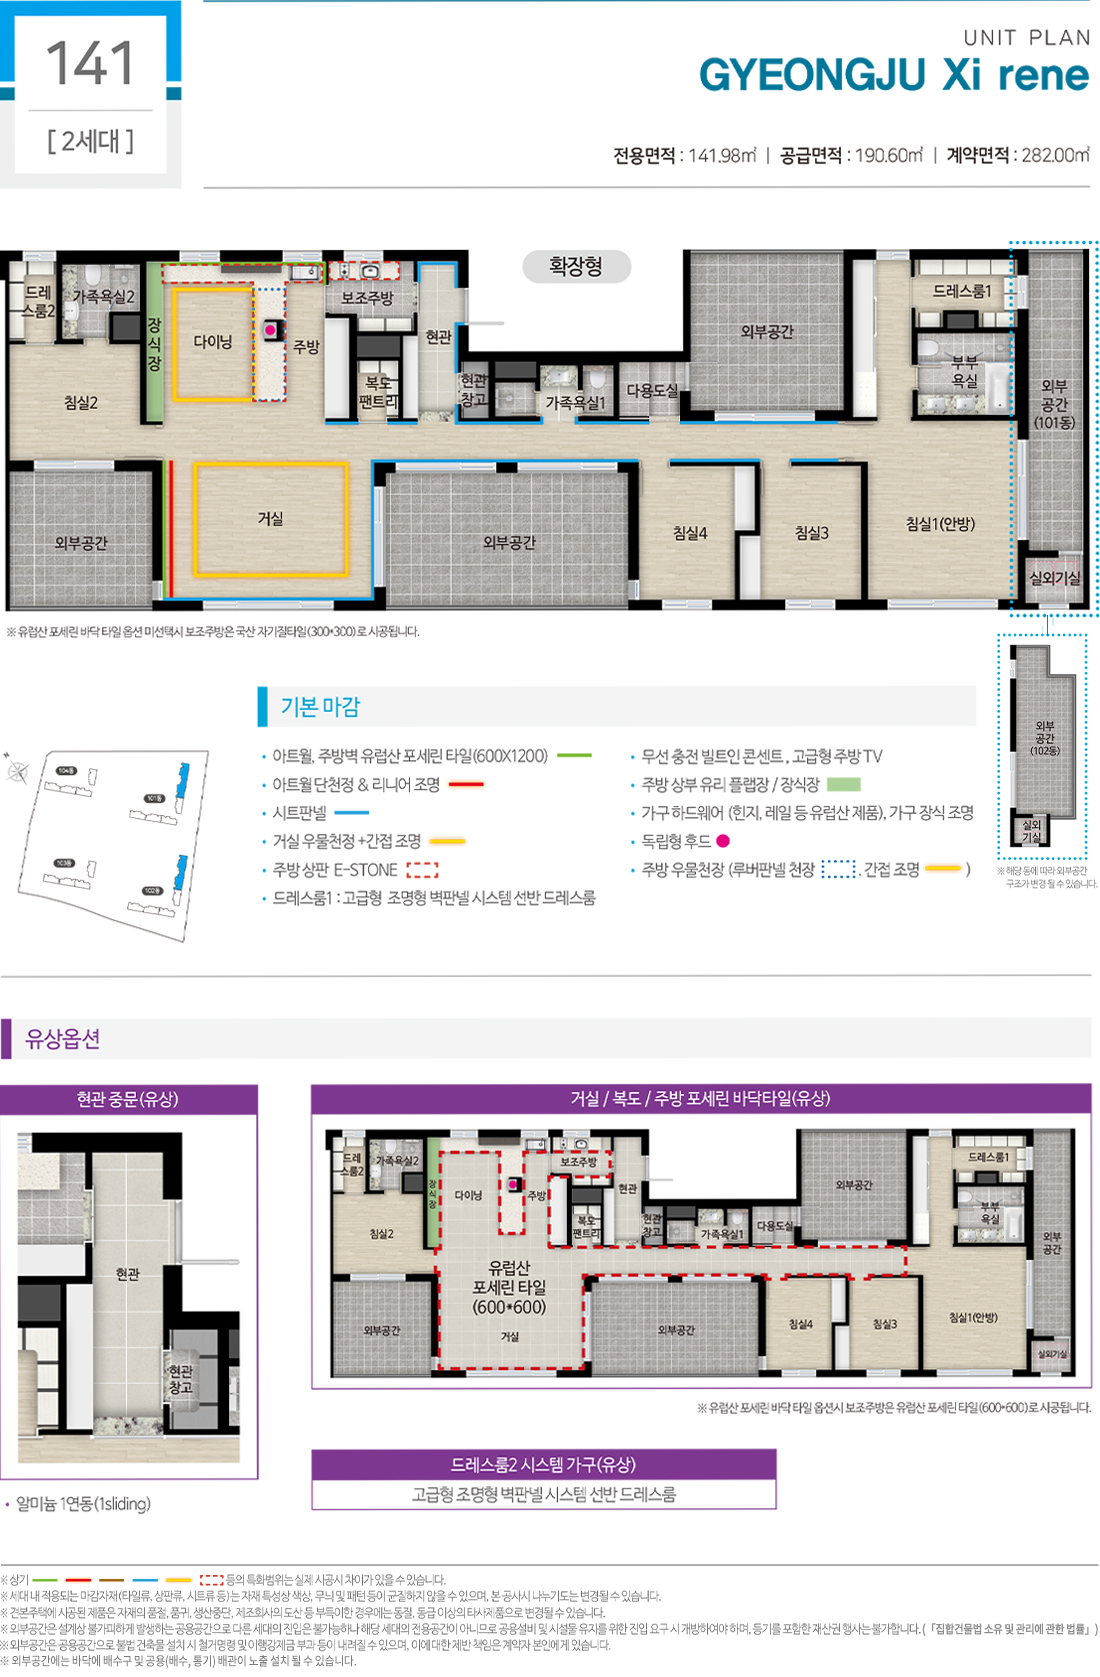 141
[ 2세대 ]
UNIT PLAN
GYEONGJU Xi rene
전용면적 : 141.98㎡ | 공급면적 : 190.60㎡ | 계약면적 : 282.00㎡
확장형
드레스룸2
가족욕실2
장식장
다이닝
주방
보조주방
현관
복도팬트리
현관창고
가족욕실1
다용도실
외부공간
드레스룸1
부부욕실
외부공간(101동)
침실2
외부공간
거실
외부공간
침실4
침실3
침실1(안방)
실외기실
※ 유럽산 포세린 바닥 타일 옵션 미선택시 보조주방은 국산 자기질타일(300*300)로 시공됩니다.
외부공간(102동)
실외기실
※ 해당 동에 따라 외부공간
구조가 변경 될 수 있습니다.
기본 마감
• 아트월, 주방벽 유럽산 포세린 타일(600X1200)
• 아트월 단천정 & 리니어 조명
• 시트판넬
• 거실 우물천정 +간접 조명
• 주방 상판 E-STONE
• 드레스룸1 : 고급형 조명형 벽판넬 시스템 선반 드레스룸
• 무선 충전 빌트인 콘센트 , 고급형 주방 TV
• 주방 상부 유리 플랩장 / 장식장
• 가구 하드웨어 (힌지, 레일 등 유럽산 제품), 가구 장식 조명
• 독립형 후드
• 주방 우물천장 (루버판넬 천장 , 간접 조명 )
N
104동
101동
103동
102동
유상옵션
현관 중문(유상)
현관
현관창고
• 알미늄 1연동(1sliding)
거실 / 복도 / 주방 포세린 바닥타일(유상)
드레스룸2
가족욕실2
장식장
다이닝
주방
보조주방
현관
복도팬트리
현관창고
가족욕실1
다용도실
외부공간
드레스룸1
부부욕실
외부공간
침실2
유럽산
포세린 타일
(600*600)
거실
외부공간
외부공간
침실4
침실3
침실1(안방)
실외기실
※ 유럽산 포세린 바닥 타일 옵션시 보조주방은 유럽산 포세린 타일(600*600)로 시공됩니다.
드레스룸2 시스템 가구(유상)
고급형 조명형 벽판넬 시스템 선반 드레스룸
※ 상기 등의 특화범위는 실제 시공시 차이가 있을 수 있습니다.
※ 세대 내 적용되는 마감자재(타일류, 상판류, 시트류 등)는 자재 특성상 색상, 무늬 및 패턴 등이 균질하지 않을 수 있으며, 본 공사시 나누기도는 변경될 수 있습니다.
※ 견본주택에 시공된 제품은 자재의 품절, 품귀, 생산중단, 제조회사의 도산 등 부득이한 경우에는 동질, 동급 이상의 타사제품으로 변경될 수 있습니다.
※ 외부공간은 설계상 불가피하게 발생하는 공용공간으로 다른 세대의 진입은 불가능하나 해당 세대의 전용공간이 아니므로 공용설비 및 시설물 유지를 위한 진입 요구 시 개방하여야 하며, 등기를 포함한 재산권 행사는 불가합니다. (「집합건물법 소유 및 관리에 관한 법률」)
※ 외부공간은 공용공간으로 불법 건축물 설치 시 철거명령 및 이행강제금 부과 등이 내려질 수 있으며, 이에 대한 제반 책임은 계약자 본인에게 있습니다.
※ 외부공간에는 바닥에 배수구 및 공용(배수, 통기) 배관이 노출 설치 될 수 있습니다.